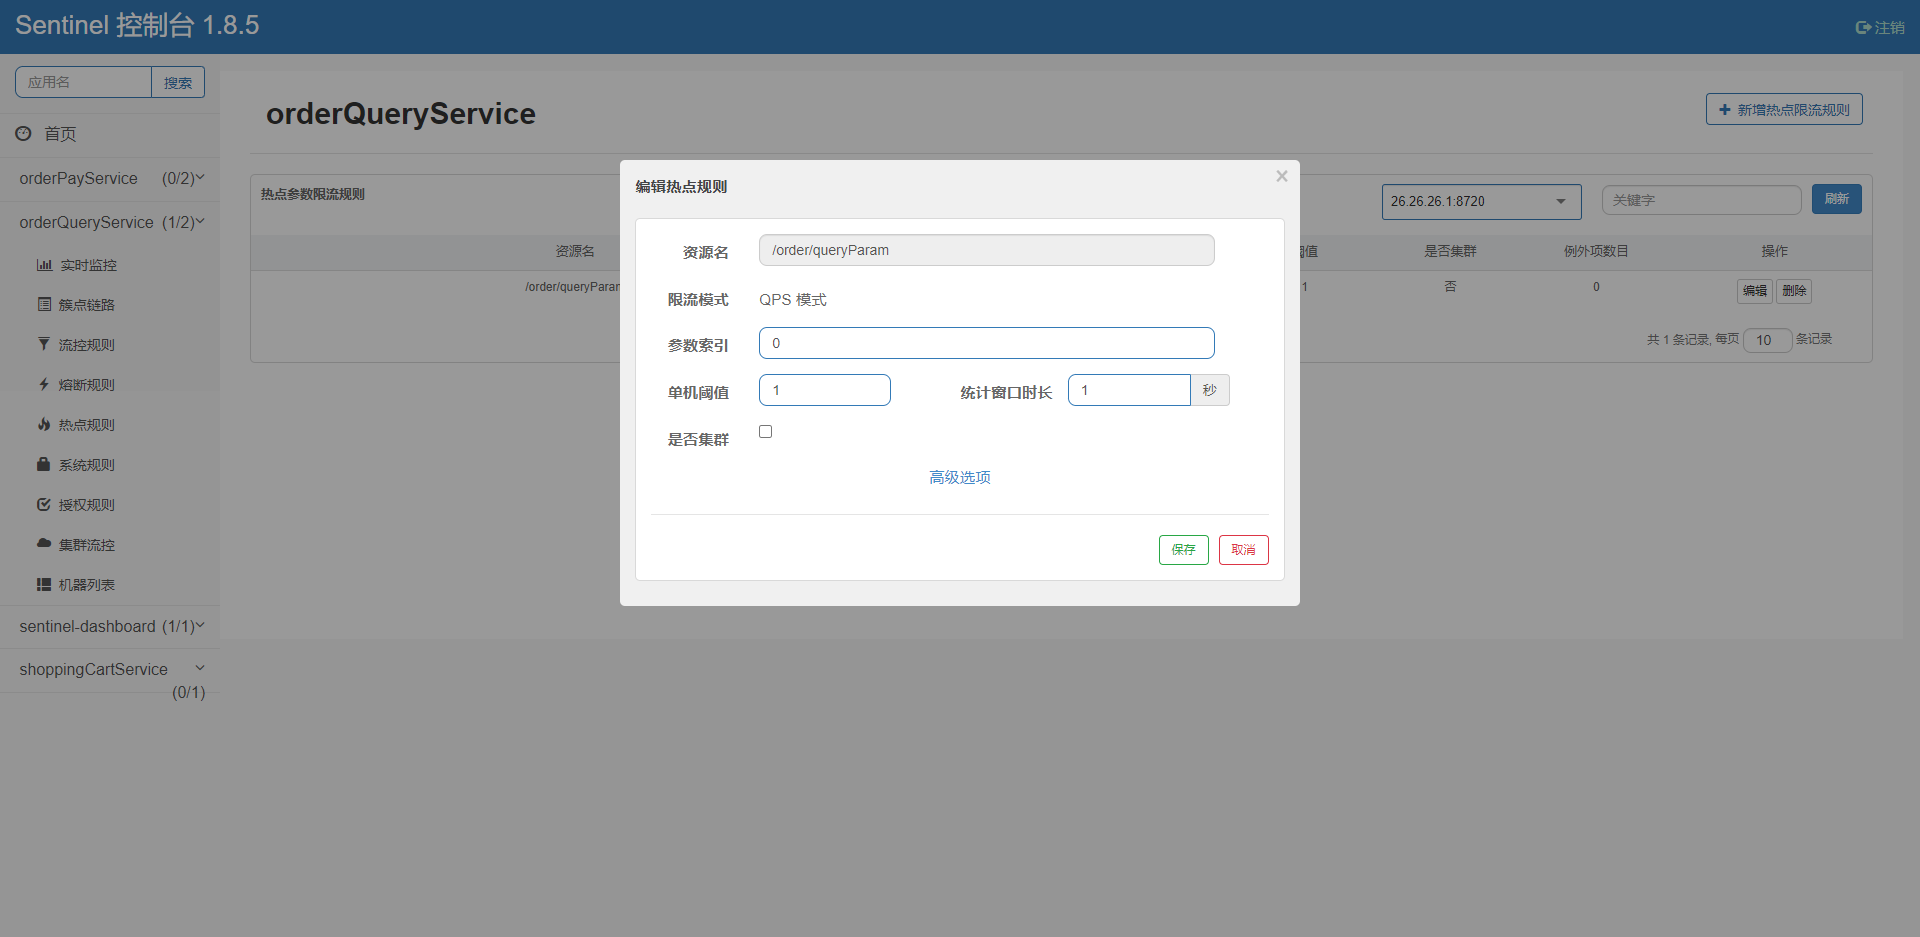 Sentinel 控制台 1.8.5
注销
应用名
搜索
首页
orderPayService (0/2)
orderQueryService (1/2)
实时监控
簇点链路
流控规则
熔断规则
热点规则
系统规则
授权规则
集群流控
机器列表
sentinel-dashboard (1/1)
shoppingCartService
(0/1)
orderQueryService
新增热点限流规则
热点参数限流规则
26.26.26.1:8720
关键字
刷新
资源名
值
是否集群
例外项数目
操作
/order/queryParam
1
否
0
编辑
删除
共 1 条记录, 每页 10 条记录
编辑热点规则
×
资源名
/order/queryParam
限流模式
QPS 模式
参数索引
0
单机阈值
1
统计窗口时长
1
秒
是否集群
高级选项
保存
取消